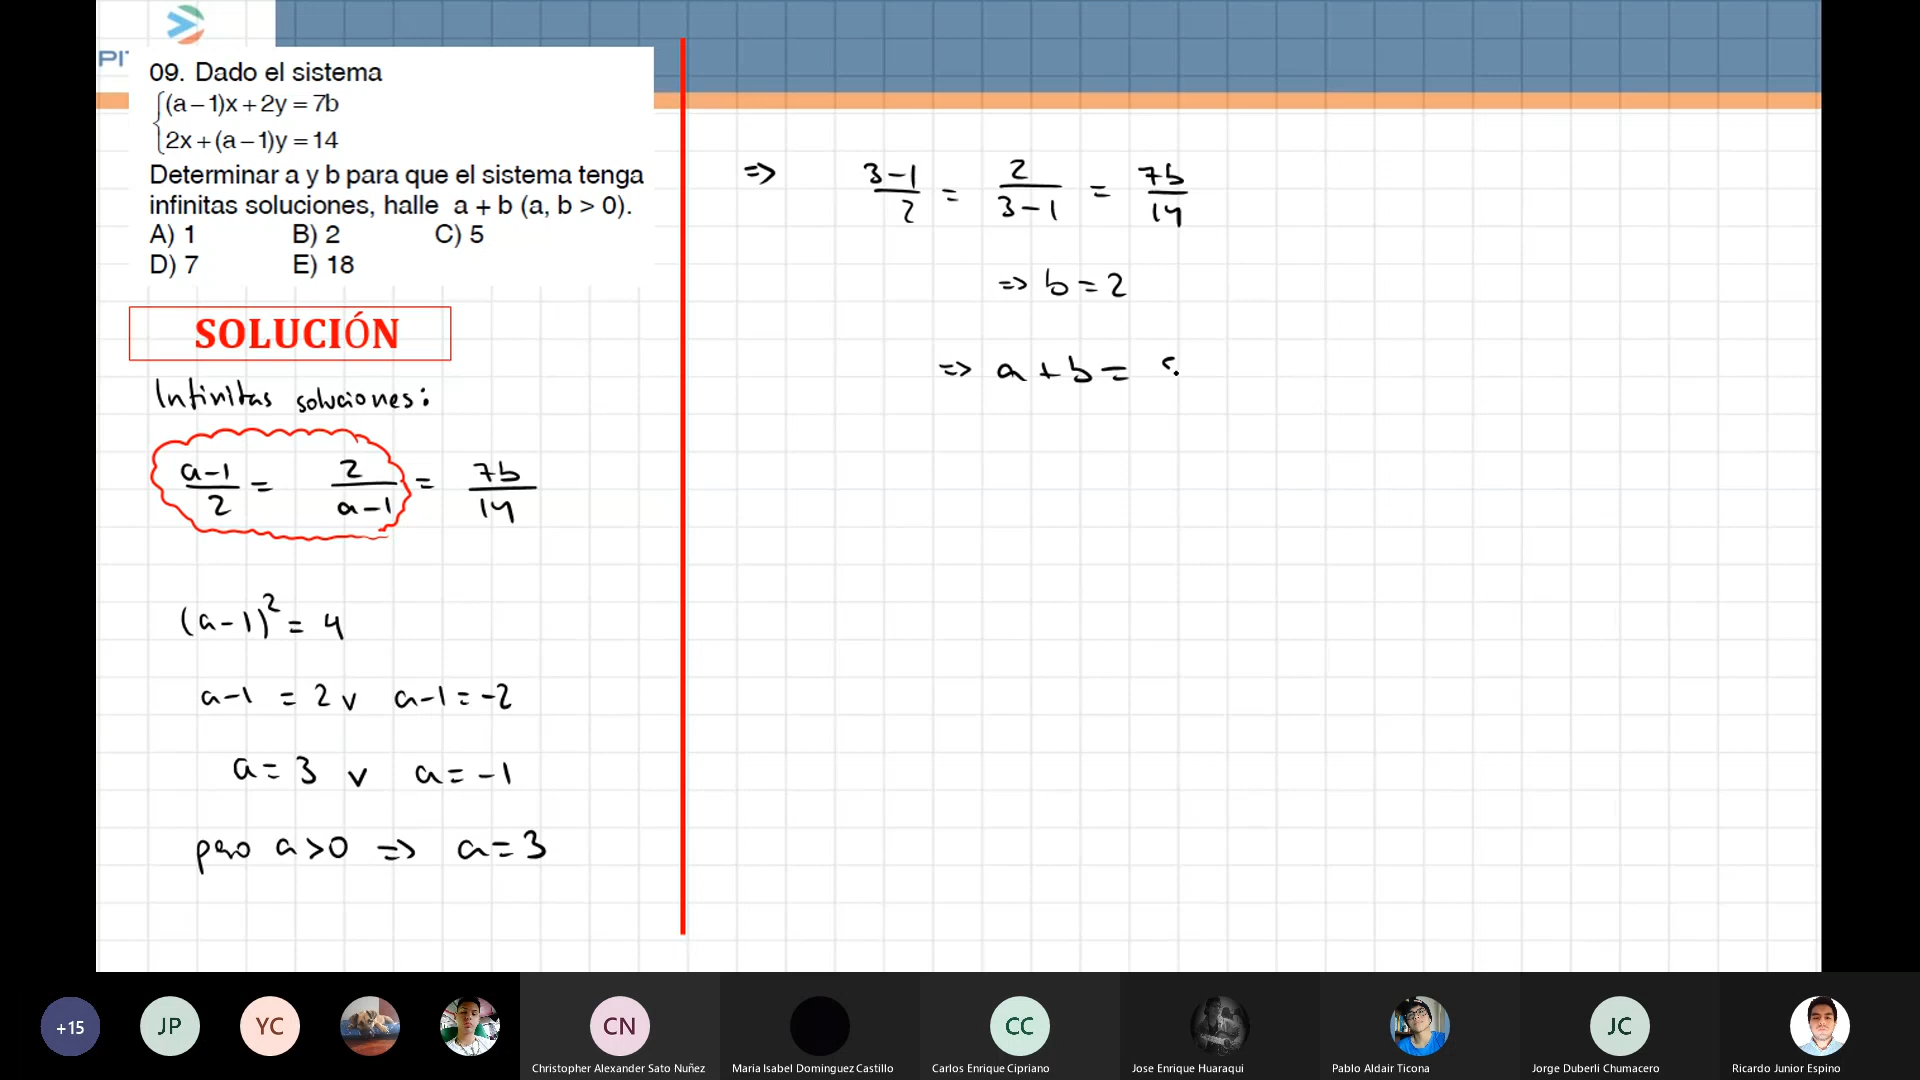 PI
09. Dado el sistema
(a – 1)x + 2y = 7b
2x + (a – 1)y = 14
Determinar a y b para que el sistema tenga
infinitas soluciones, halle a + b (a, b > 0).
A) 1 B) 2 C) 5
D) 7 E) 18
SOLUCIÓN
Infinitas soluciones:
a-1/2 = 2/a-1 = 7b/14
(a-1)² = 4
a-1 = 2 v a-1 = -2
a = 3 v a = -1
pero a>0 => a=3
=> 3-1/2 = 2/3-1 = 7b/14
=> b = 2
=> a + b =
+15
JP
YC
CN
CC
JC
Christopher Alexander Sato Nuñez
Maria Isabel Dominguez Castillo
Carlos Enrique Cipriano
Jose Enrique Huaraqui
Pablo Aldair Ticona
Jorge Duberli Chumacero
Ricardo Junior Espino